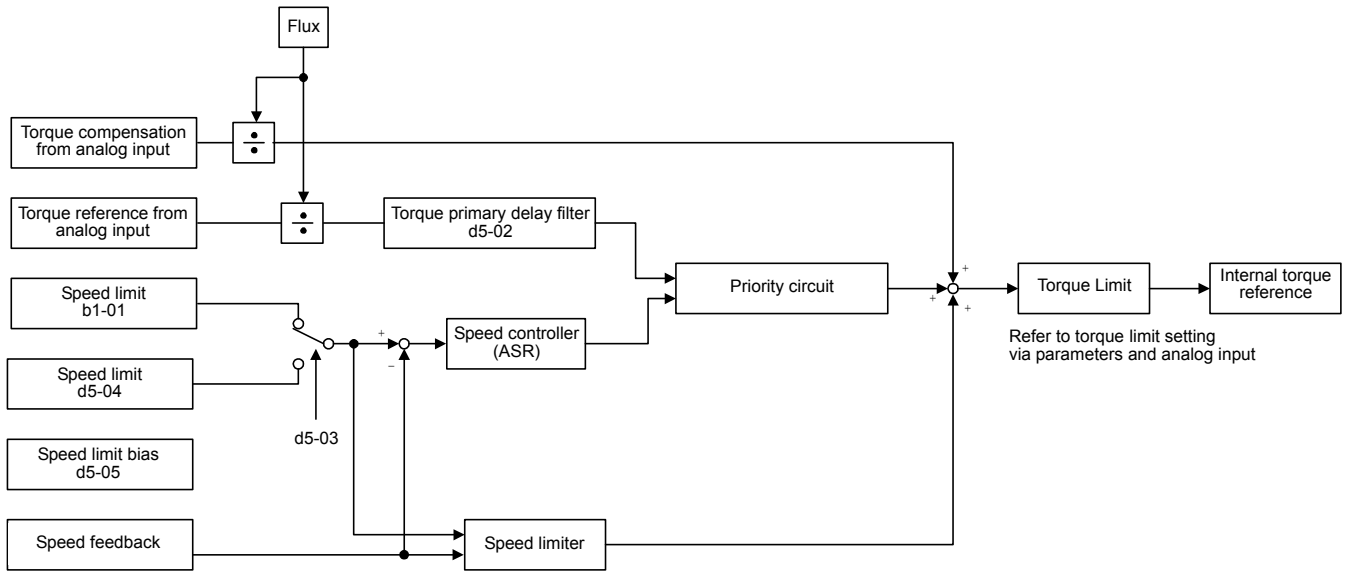 Flux
Torque compensation
from analog input
÷
Torque reference from
analog input
÷
Torque primary delay filter
d5-02
Speed limit
b1-01
Priority circuit
+
+
+
Torque Limit
Internal torque
reference
Refer to torque limit setting
via parameters and analog input
+
−
Speed controller
(ASR)
Speed limit
d5-04
d5-03
Speed limit bias
d5-05
Speed feedback
Speed limiter